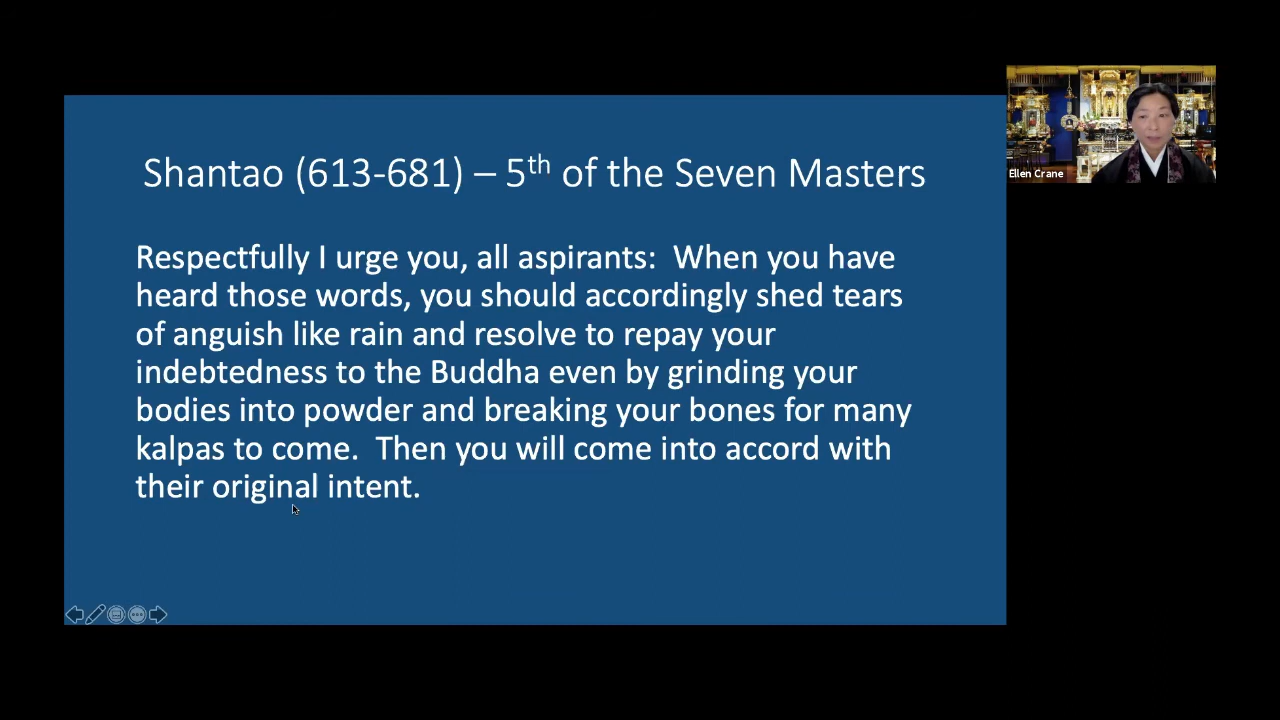 Shantao (613-681) – 5th of the Seven Masters
Respectfully I urge you, all aspirants:  When you have
heard those words, you should accordingly shed tears
of anguish like rain and resolve to repay your
indebtedness to the Buddha even by grinding your
bodies into powder and breaking your bones for many
kalpas to come.  Then you will come into accord with
their original intent.
Ellen Crane